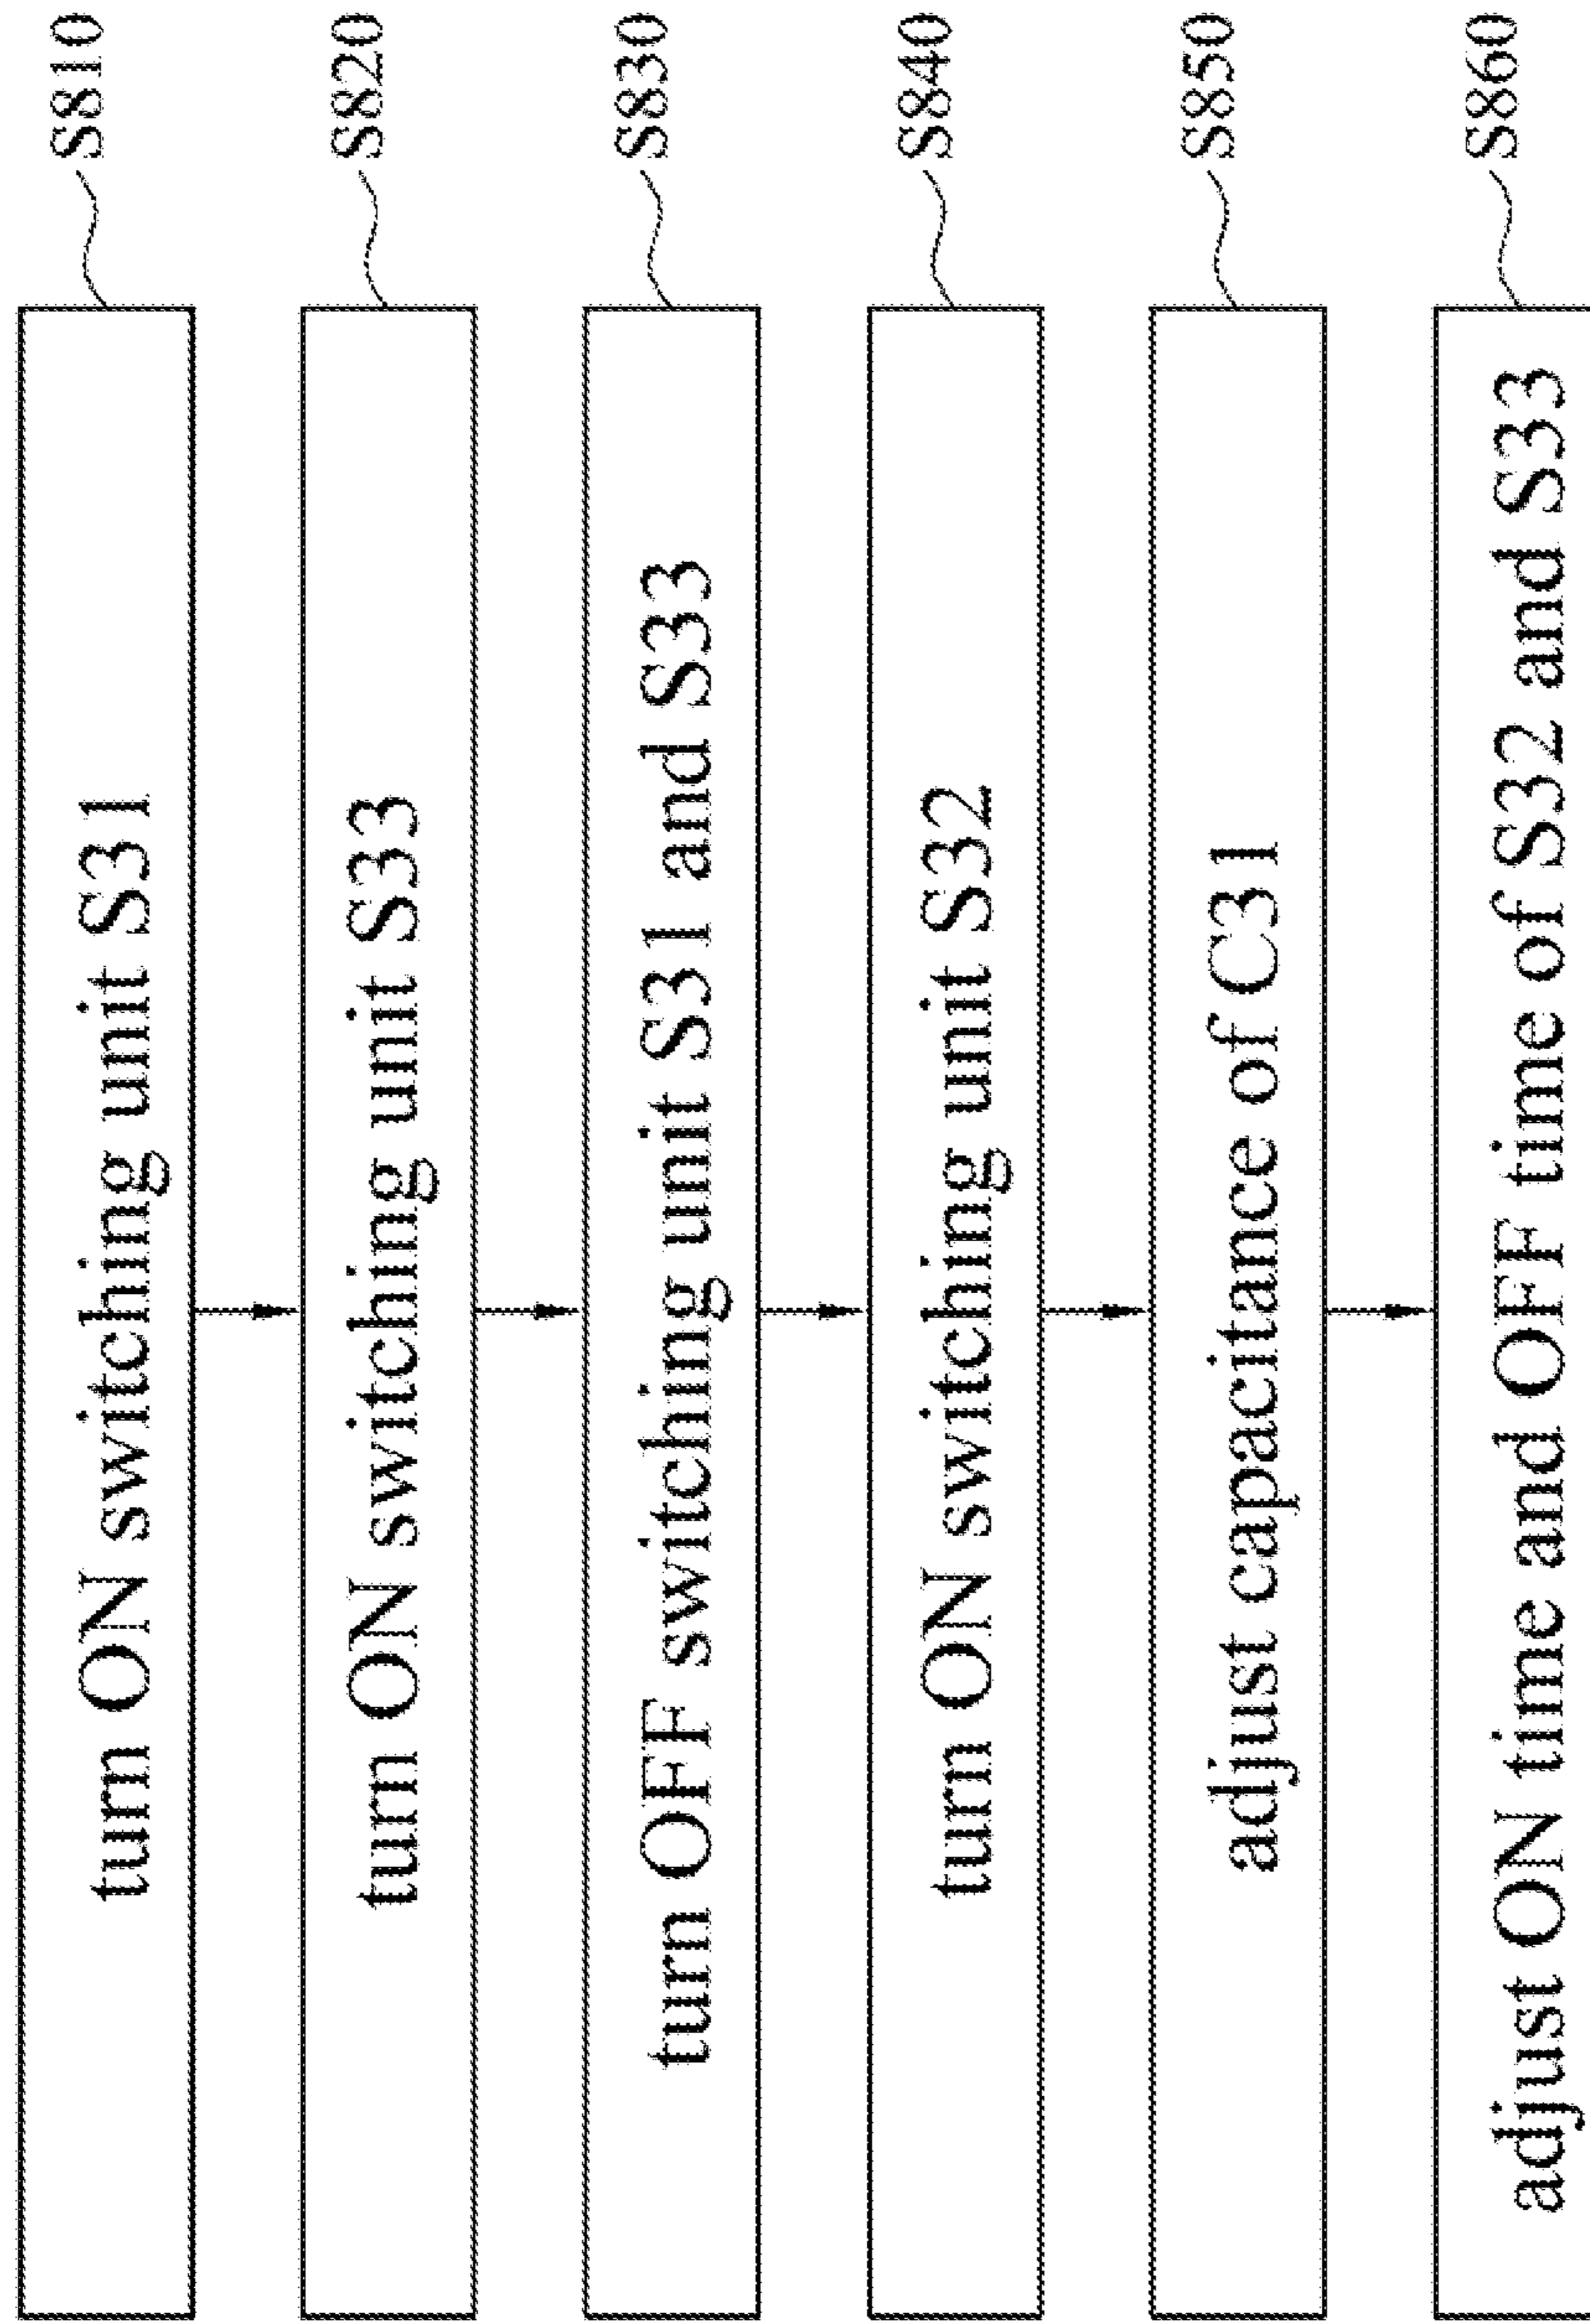 turn ON switching unit S31
S810
turn ON switching unit S33
S820
turn OFF switching unit S31 and S33
S830
turn ON switching unit S32
S840
adjust capacitance of C31
S850
adjust ON time and OFF time of S32 and S33
S860